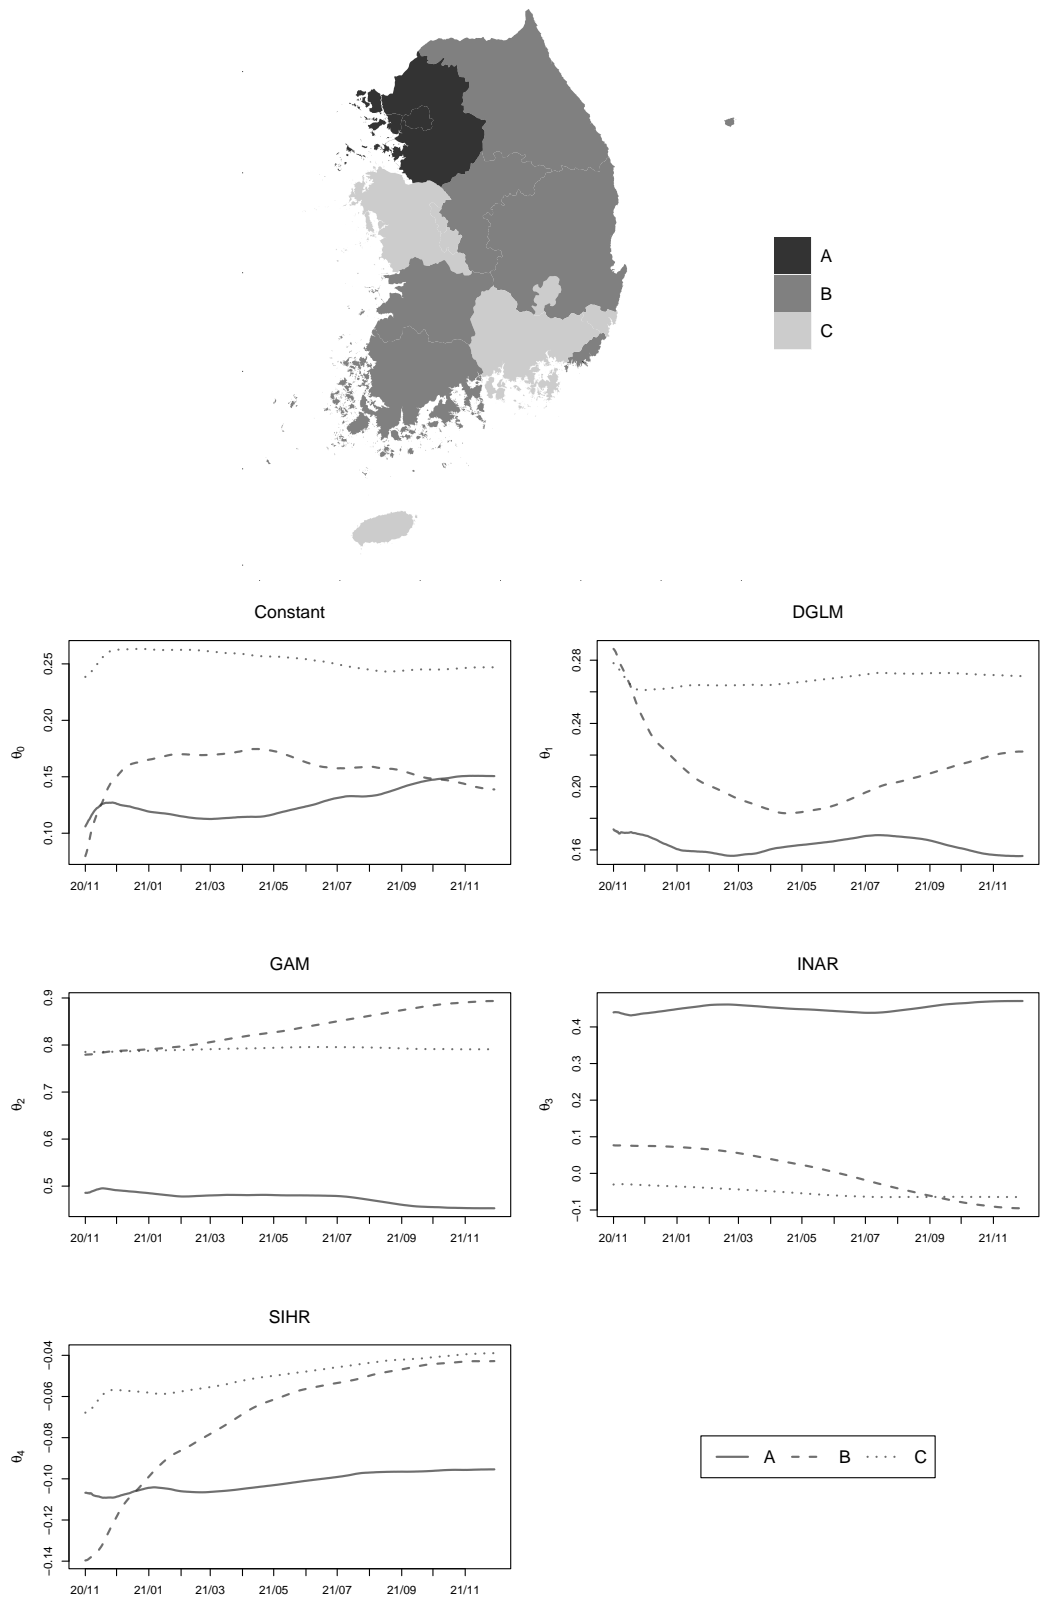 A
B
C
Constant
DGLM
θ0
0.25
0.20
0.15
0.10
20/11 21/01 21/03 21/05 21/07 21/09 21/11
θ1
0.28
0.24
0.20
0.16
20/11 21/01 21/03 21/05 21/07 21/09 21/11
GAM
INAR
θ2
0.9
0.8
0.7
0.6
0.5
20/11 21/01 21/03 21/05 21/07 21/09 21/11
θ3
0.4
0.3
0.2
0.1
0.0
−0.1
20/11 21/01 21/03 21/05 21/07 21/09 21/11
SIHR
θ4
−0.04
−0.06
−0.08
−0.10
−0.12
−0.14
20/11 21/01 21/03 21/05 21/07 21/09 21/11
A B C